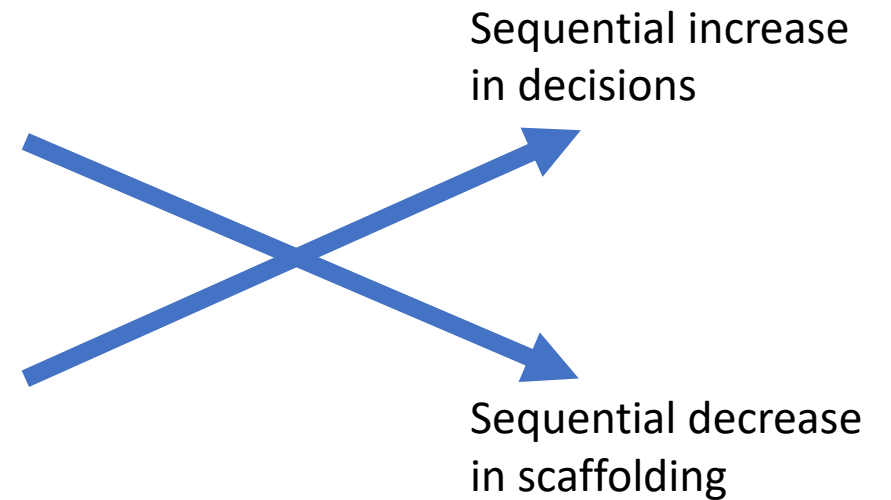 Sequential increase
in decisions
Sequential decrease
in scaffolding